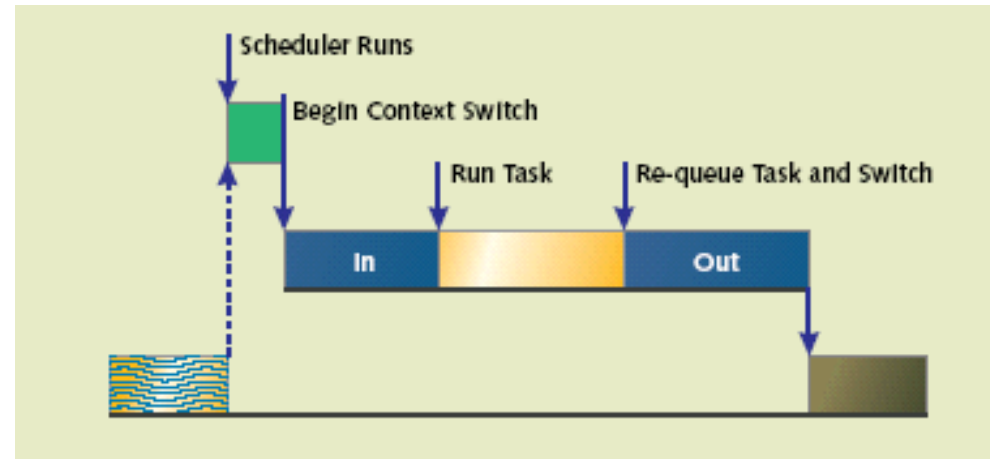 Scheduler Runs
Begin Context Switch
Run Task
Re-queue Task and Switch
In
Out